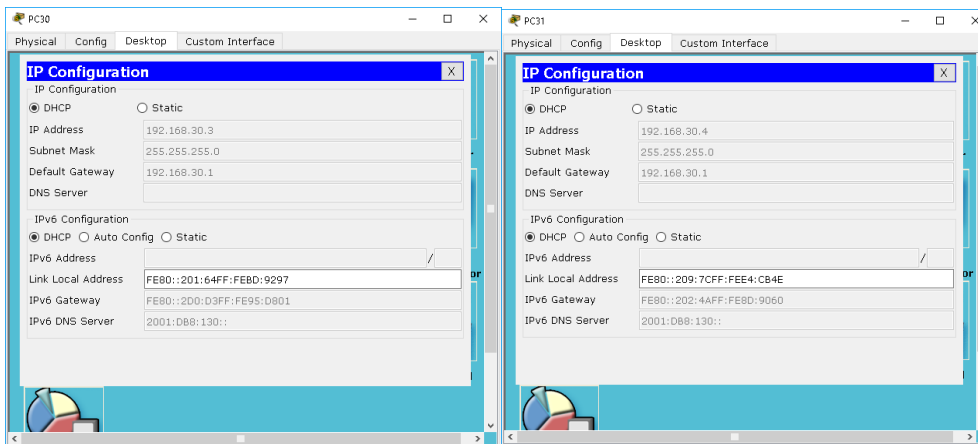 PC30
Physical Config Desktop Custom Interface
IP Configuration X
IP Configuration
DHCP Static
IP Address 192.168.30.3
Subnet Mask 255.255.255.0
Default Gateway 192.168.30.1
DNS Server
IPv6 Configuration
DHCP Auto Config Static
IPv6 Address /
Link Local Address FE80::201:64FF:FEBD:9297
IPv6 Gateway FE80::2D0:D3FF:FE95:D801
IPv6 DNS Server 2001:DB8:130::
or
PC31
Physical Config Desktop Custom Interface
IP Configuration X
IP Configuration
DHCP Static
IP Address 192.168.30.4
Subnet Mask 255.255.255.0
Default Gateway 192.168.30.1
DNS Server
IPv6 Configuration
DHCP Auto Config Static
IPv6 Address /
Link Local Address FE80::209:7CFF:FEE4:CB4E
IPv6 Gateway FE80::202:4AFF:FE8D:9060
IPv6 DNS Server 2001:DB8:130::
or